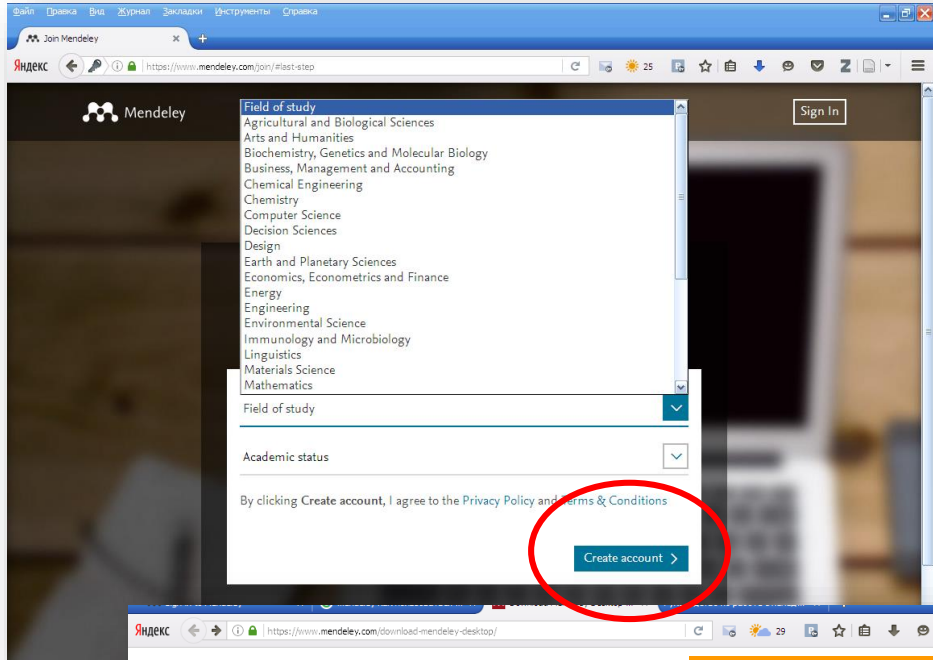 Файл Правка Вид Журнал Закладки Инструменты Справка
Join Mendeley
Яндекс https://www.mendeley.com/join/#last-step 25
Mendeley
Sign In
Field of study
Agricultural and Biological Sciences
Arts and Humanities
Biochemistry, Genetics and Molecular Biology
Business, Management and Accounting
Chemical Engineering
Chemistry
Computer Science
Decision Sciences
Design
Earth and Planetary Sciences
Economics, Econometrics and Finance
Energy
Engineering
Environmental Science
Immunology and Microbiology
Linguistics
Materials Science
Mathematics
Field of study
Academic status
By clicking Create account, I agree to the Privacy Policy and Terms & Conditions
Create account
Яндекс https://www.mendeley.com/download-mendeley-desktop/ 29